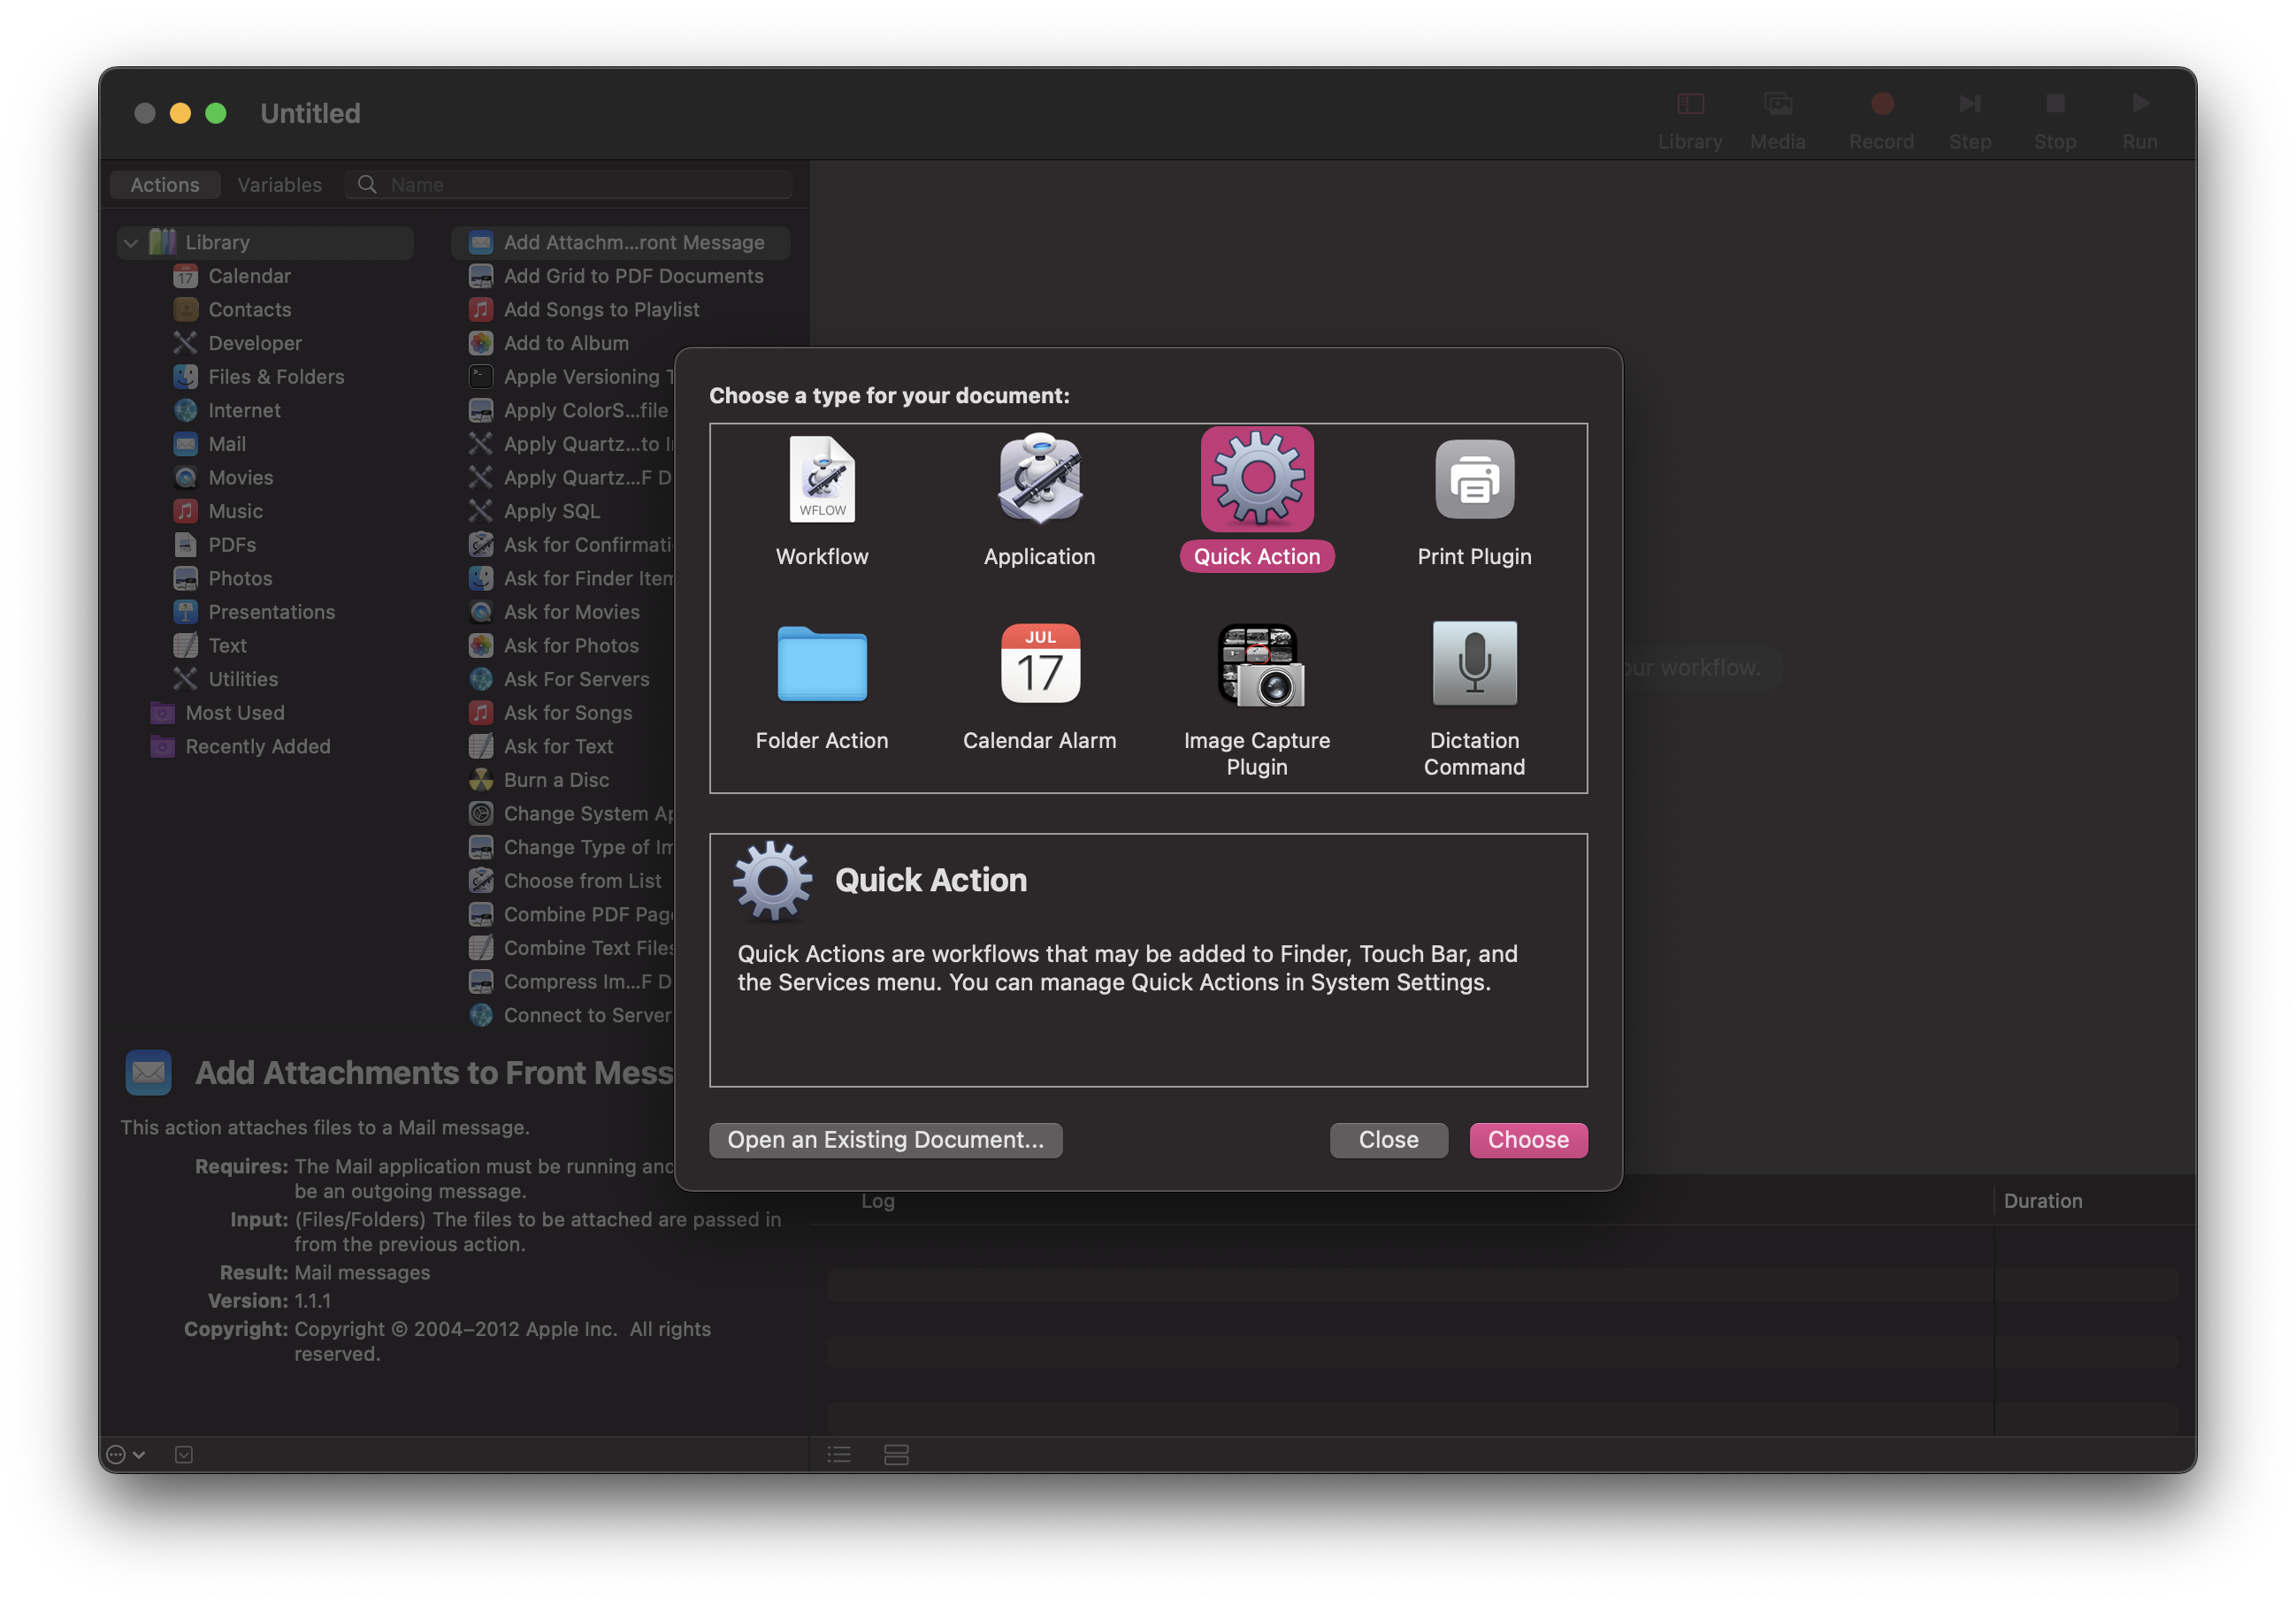 Untitled
Library
Media
Record
Step
Stop
Run
Actions
Variables
Name
Library
Calendar
Contacts
Developer
Files & Folders
Internet
Mail
Movies
Music
PDFs
Photos
Presentations
Text
Utilities
Most Used
Recently Added
Add Attachm...ront Message
Add Grid to PDF Documents
Add Songs to Playlist
Add to Album
Apple Versioning T
Apply ColorS...file
Apply Quartz...to I
Apply Quartz...F D
Apply SQL
Ask for Confirmati
Ask for Finder Item
Ask for Movies
Ask for Photos
Ask For Servers
Ask for Songs
Ask for Text
Burn a Disc
Change System Ap
Change Type of Im
Choose from List
Combine PDF Page
Combine Text Files
Compress Im...F D
Connect to Server
Add Attachments to Front Mess
This action attaches files to a Mail message.
Requires: The Mail application must be running and
be an outgoing message.
Input: (Files/Folders) The files to be attached are passed in
from the previous action.
Result: Mail messages
Version: 1.1.1
Copyright: Copyright © 2004–2012 Apple Inc.  All rights
reserved.
Choose a type for your document:
WFLOW
Workflow
Application
Quick Action
Print Plugin
Folder Action
JUL
17
Calendar Alarm
Image Capture
Plugin
Dictation
Command
Quick Action
Quick Actions are workflows that may be added to Finder, Touch Bar, and
the Services menu. You can manage Quick Actions in System Settings.
Open an Existing Document...
Close
Choose
our workflow.
Log
Duration